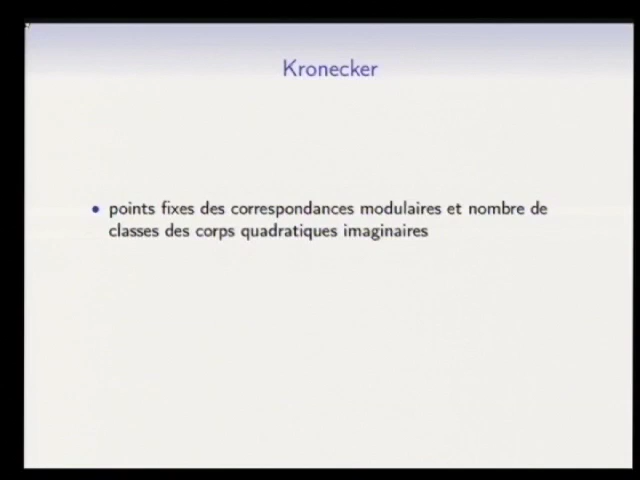 Kronecker
• points fixes des correspondances modulaires et nombre de
classes des corps quadratiques imaginaires